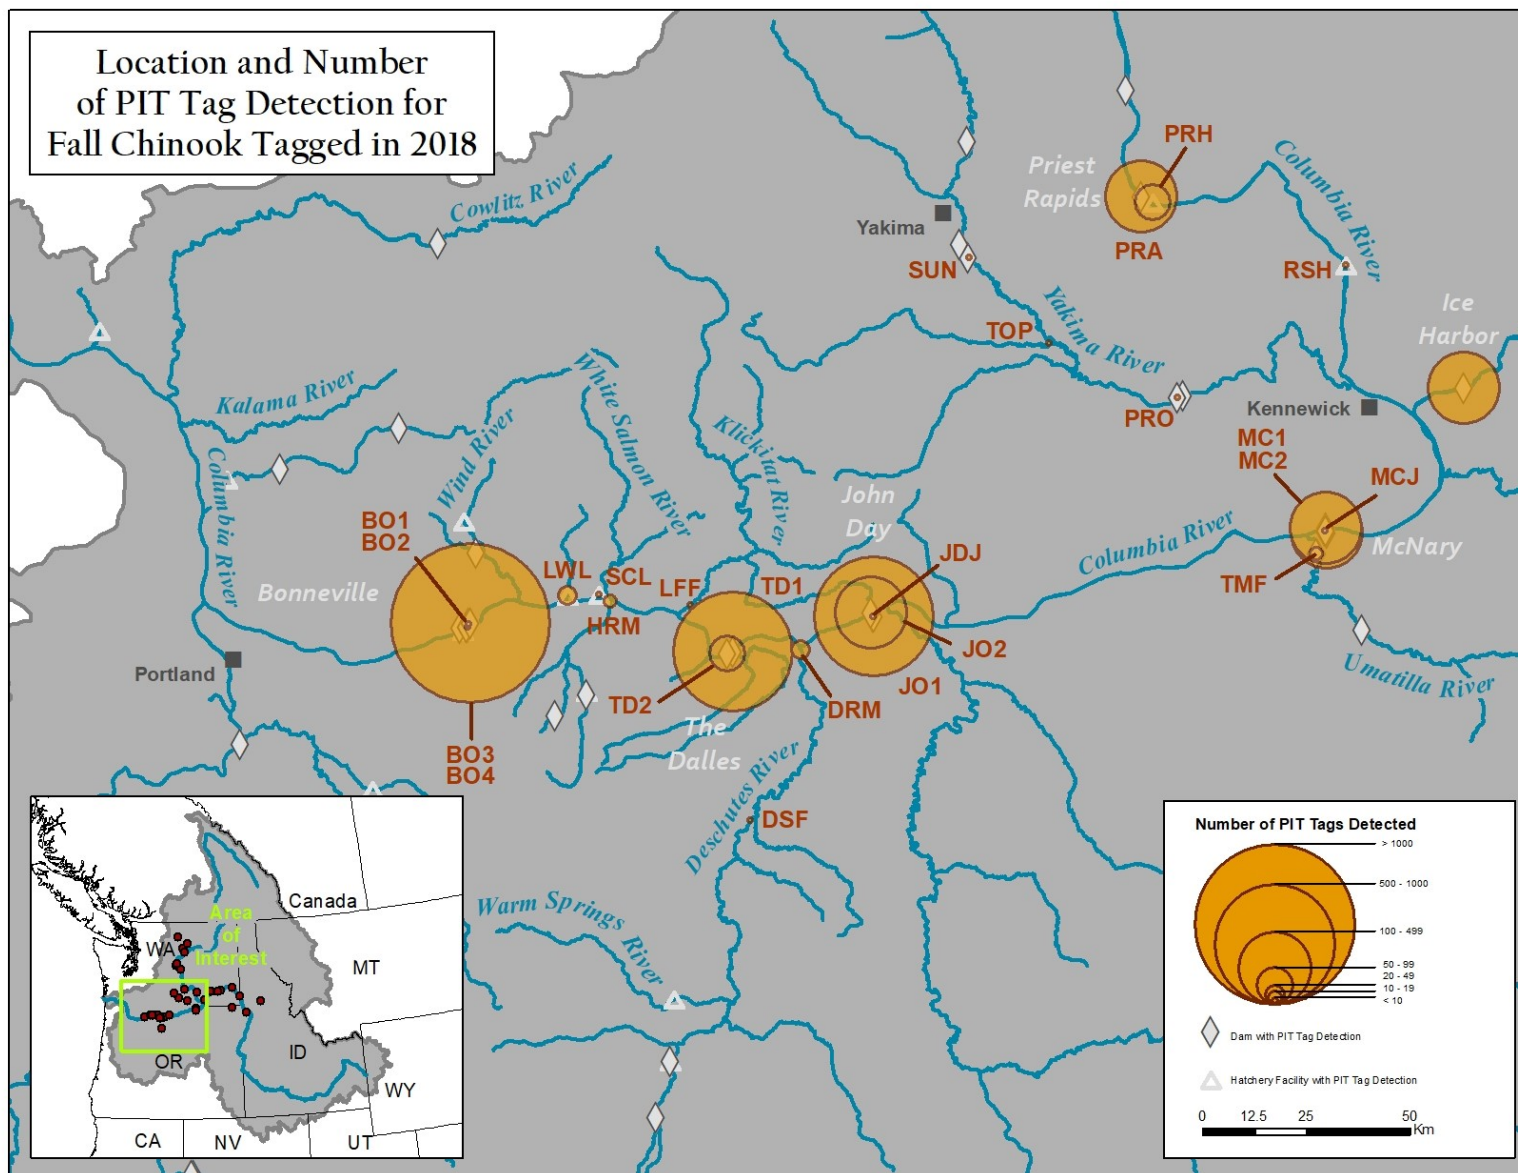 Location and Number
of PIT Tag Detection for
Fall Chinook Tagged in 2018
Cowlitz River
Priest
Rapids
PRH
PRA
Columbia River
Yakima
SUN
RSH
Ice
Harbor
TOP
Yakima River
PRO
Kennewick
Kalama River
White Salmon River
Wind River
Klickitat River
Columbia River
MC1
MC2
MCJ
McNary
TMF
Umatilla River
Columbia River
John
Day
JDJ
JO2
JO1
BO1
BO2
Bonneville
LWL
SCL
HRM
LFF
TD1
TD2
DRM
The
Dalles
Portland
BO3
BO4
Deschutes River
DSF
Warm Springs River
Canada
Area
of
Interest
WA
MT
OR
ID
WY
CA
NV
UT
Number of PIT Tags Detected
> 1000
500 - 1000
100 - 499
50 - 99
20 - 49
10 - 19
< 10
Dam with PIT Tag Detection
Hatchery Facility with PIT Tag Detection
0 12.5 25 50
Km